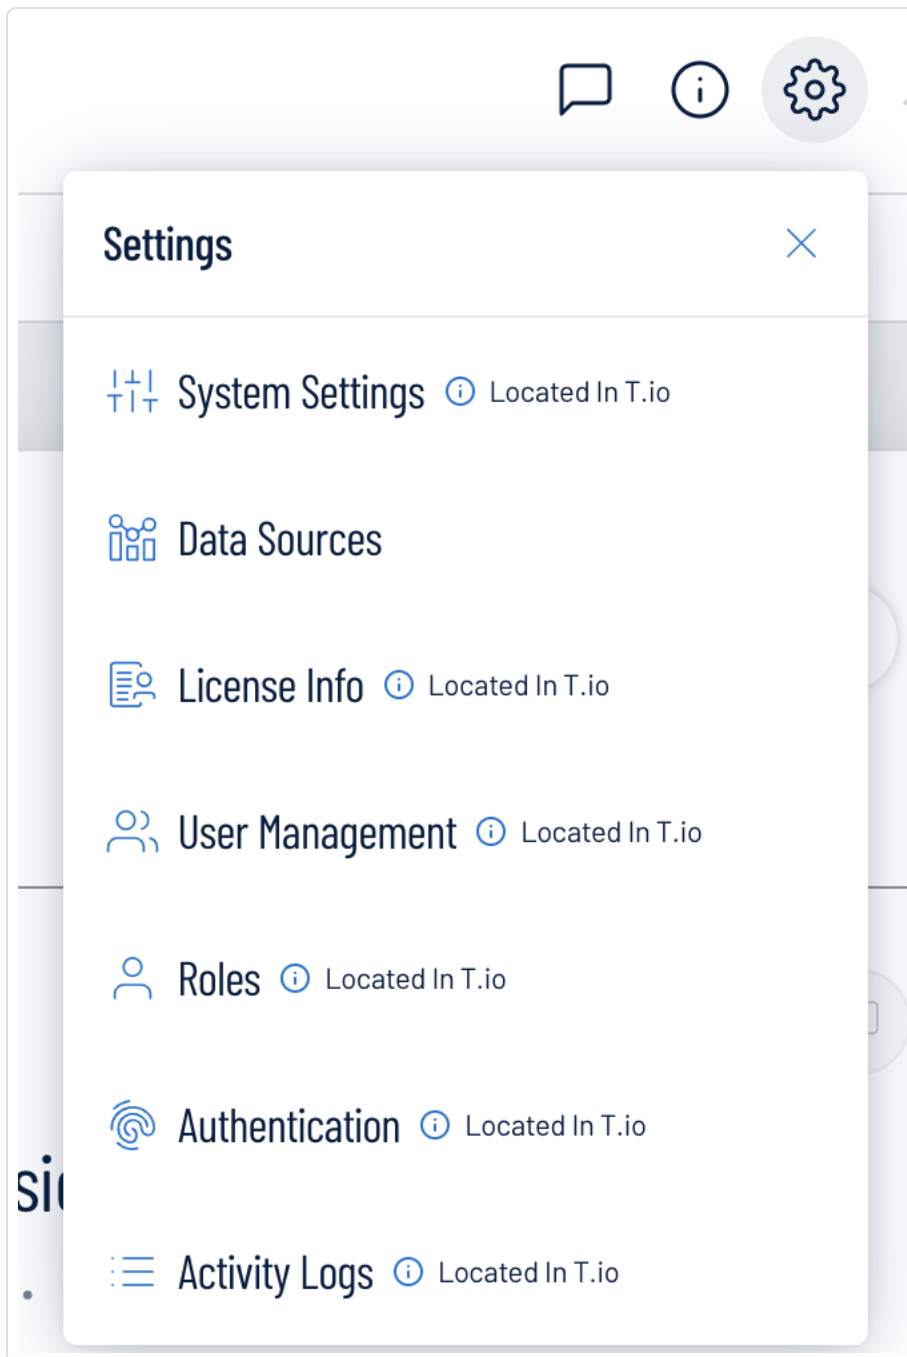 Settings
System Settings Located In T.io
Data Sources
License Info Located In T.io
User Management Located In T.io
Roles Located In T.io
Authentication Located In T.io
Activity Logs Located In T.io